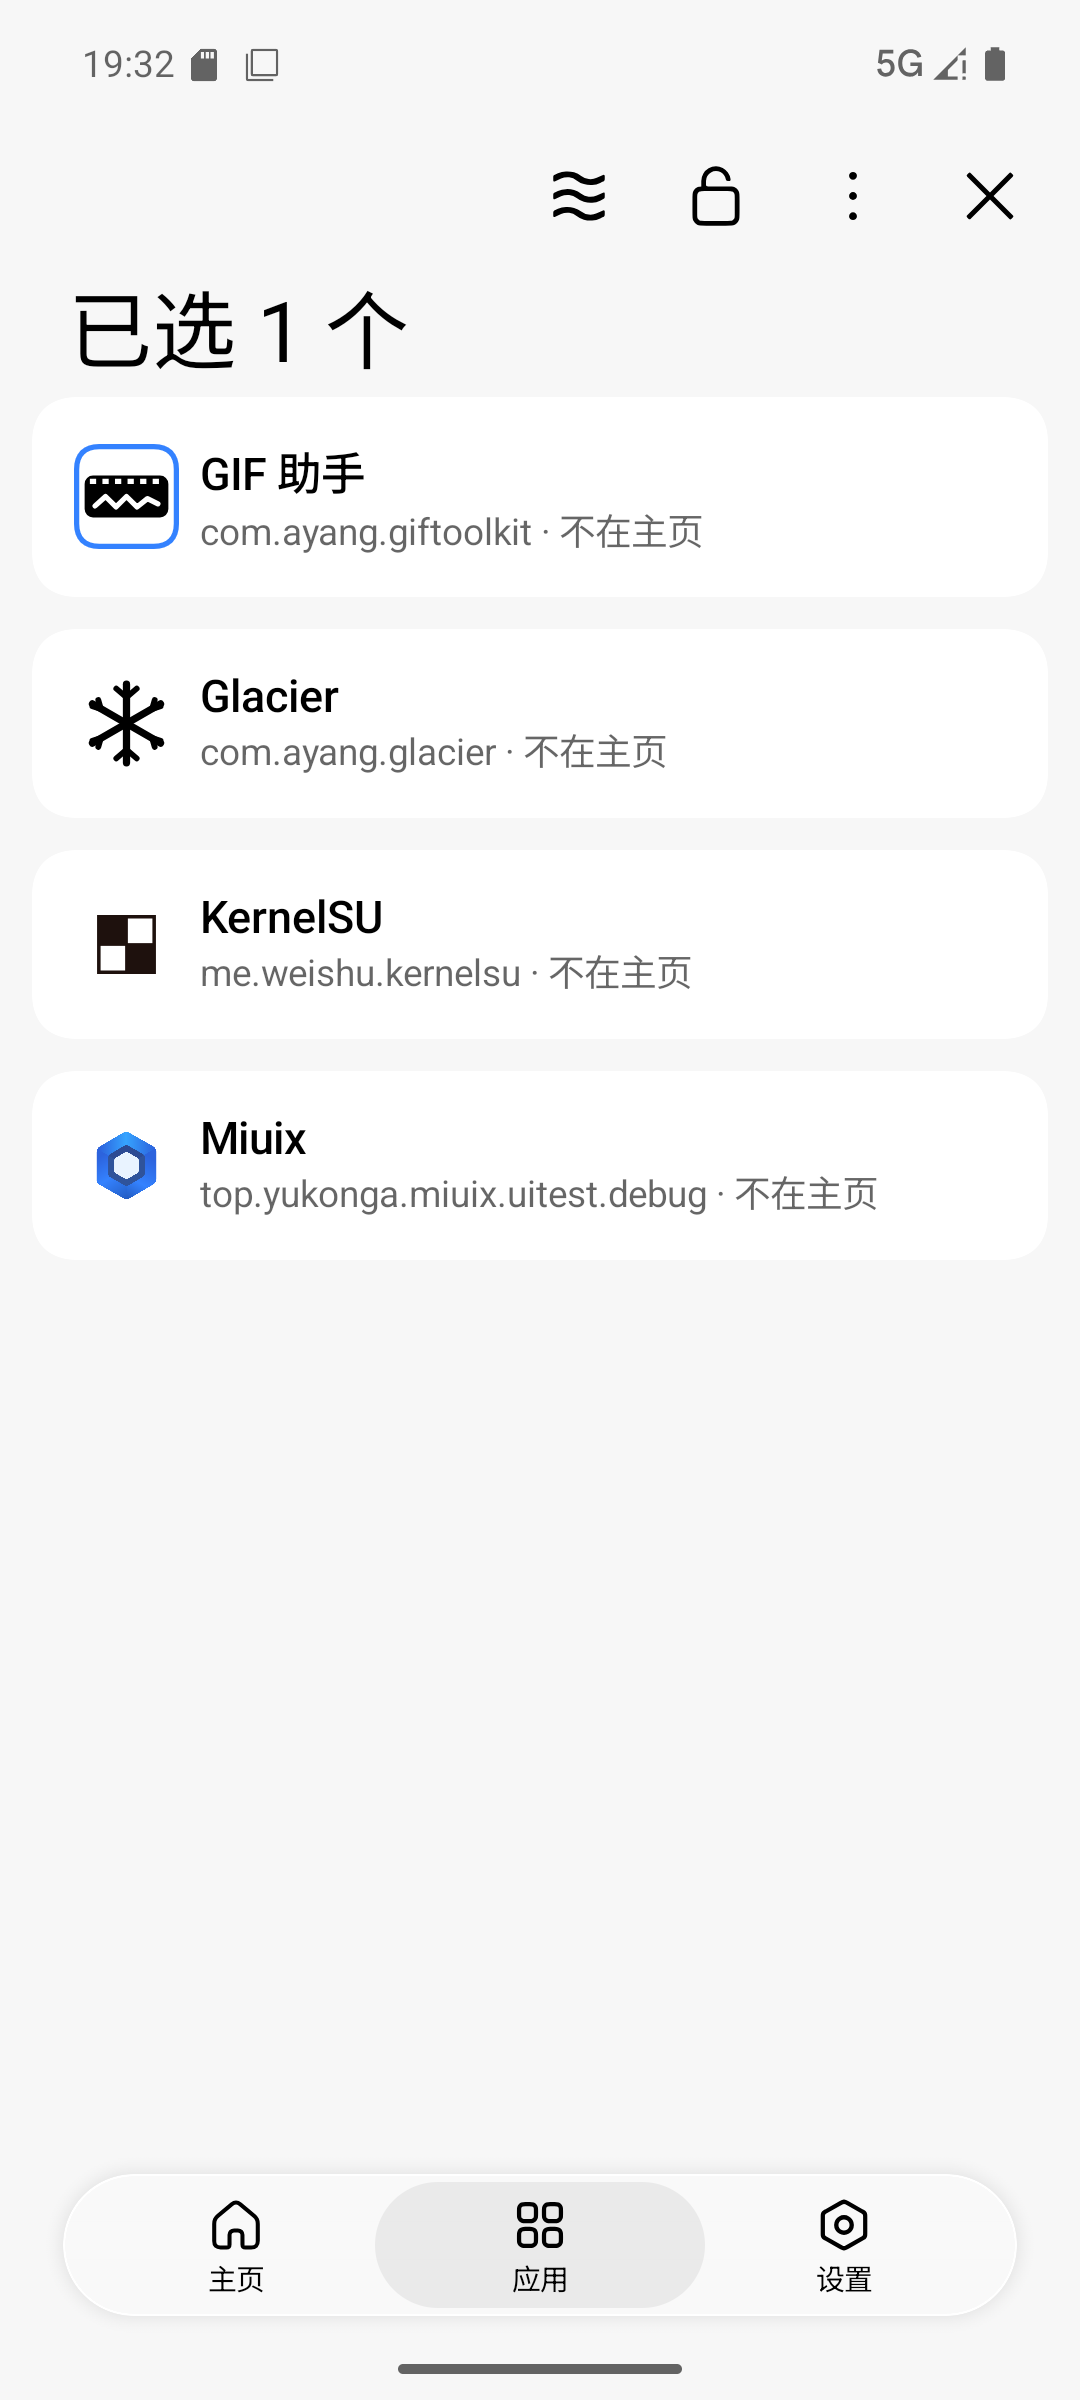 19:32
5G
已选 1 个
GIF 助手
com.ayang.giftoolkit · 不在主页
Glacier
com.ayang.glacier · 不在主页
KernelSU
me.weishu.kernelsu · 不在主页
Miuix
top.yukonga.miuix.uitest.debug · 不在主页
主页
应用
设置